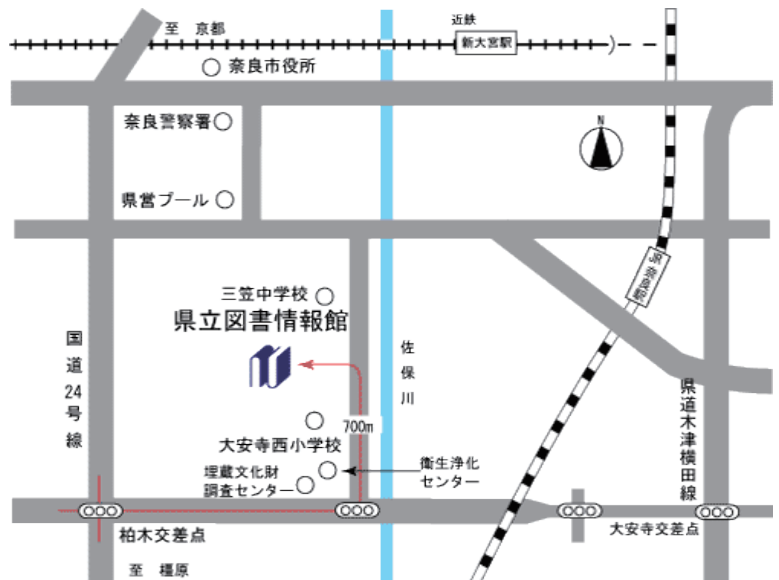 至 京都
近鉄
新大宮駅
奈良市役所
奈良警察署
N
県営プール
JR 奈良駅
三笠中学校
県立図書情報館
国道24号線
佐保川
県道木津横田線
700m
大安寺西小学校
衛生浄化
センター
埋蔵文化財
調査センター
柏木交差点
大安寺交差点
至 橿原